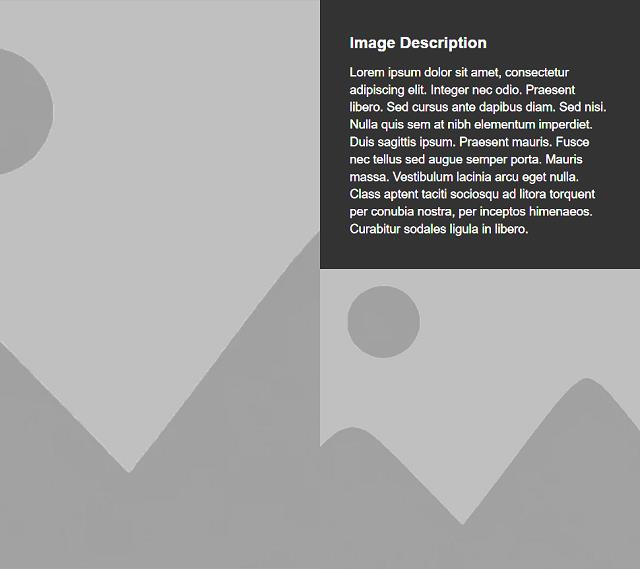 Image Description
Lorem ipsum dolor sit amet, consectetur
adipiscing elit. Integer nec odio. Praesent
libero. Sed cursus ante dapibus diam. Sed nisi.
Nulla quis sem at nibh elementum imperdiet.
Duis sagittis ipsum. Praesent mauris. Fusce
nec tellus sed augue semper porta. Mauris
massa. Vestibulum lacinia arcu eget nulla.
Class aptent taciti sociosqu ad litora torquent
per conubia nostra, per inceptos himenaeos.
Curabitur sodales ligula in libero.